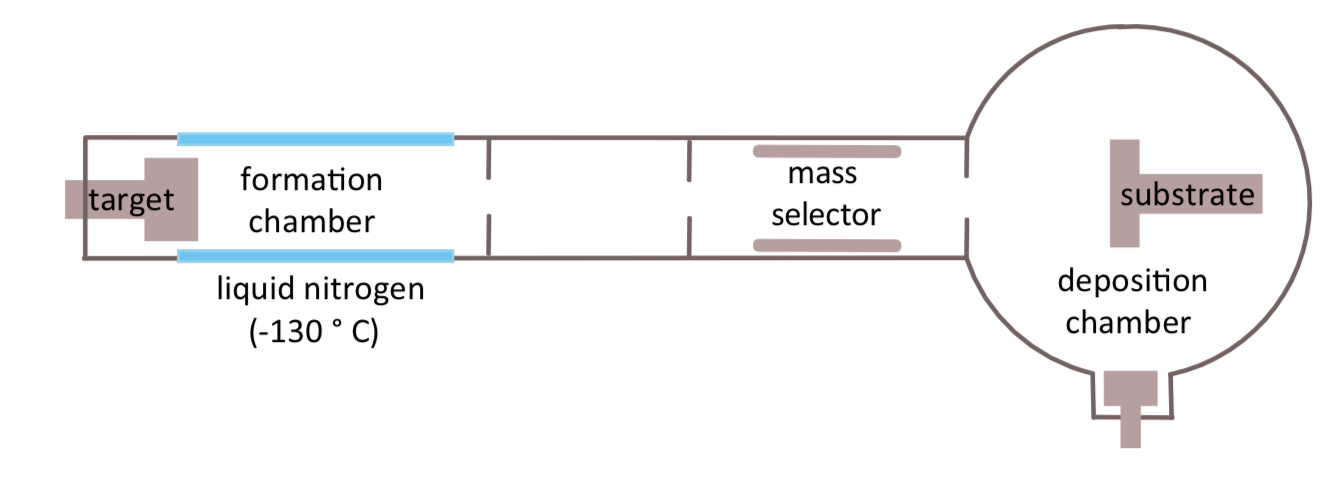 target
formation
chamber
liquid nitrogen
(-130 ° C)
mass
selector
substrate
deposition
chamber